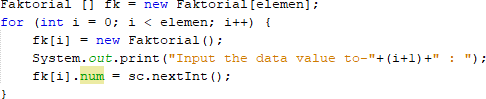 Faktorial [] fk = new Faktorial[elemen];
for (int i = 0; i < elemen; i++) {
fk[i] = new Faktorial();
System.out.print("Input the data value to-"+(i+1)+" : ");
fk[i].num = sc.nextInt();
}